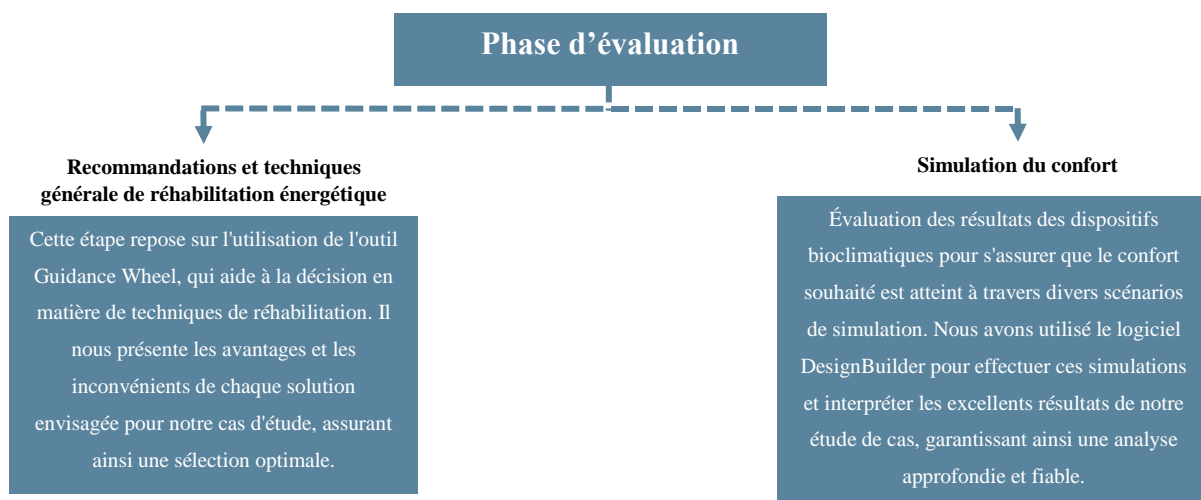 Phase d’évaluation
Recommandations et techniques
générale de réhabilitation énergétique
Cette étape repose sur l'utilisation de l'outil
Guidance Wheel, qui aide à la décision en
matière de techniques de réhabilitation. Il
nous présente les avantages et les
inconvénients de chaque solution
envisagée pour notre cas d'étude, assurant
ainsi une sélection optimale.
Simulation du confort
Évaluation des résultats des dispositifs
bioclimatiques pour s'assurer que le confort
souhaité est atteint à travers divers scénarios
de simulation. Nous avons utilisé le logiciel
DesignBuilder pour effectuer ces simulations
et interpréter les excellents résultats de notre
étude de cas, garantissant ainsi une analyse
approfondie et fiable.